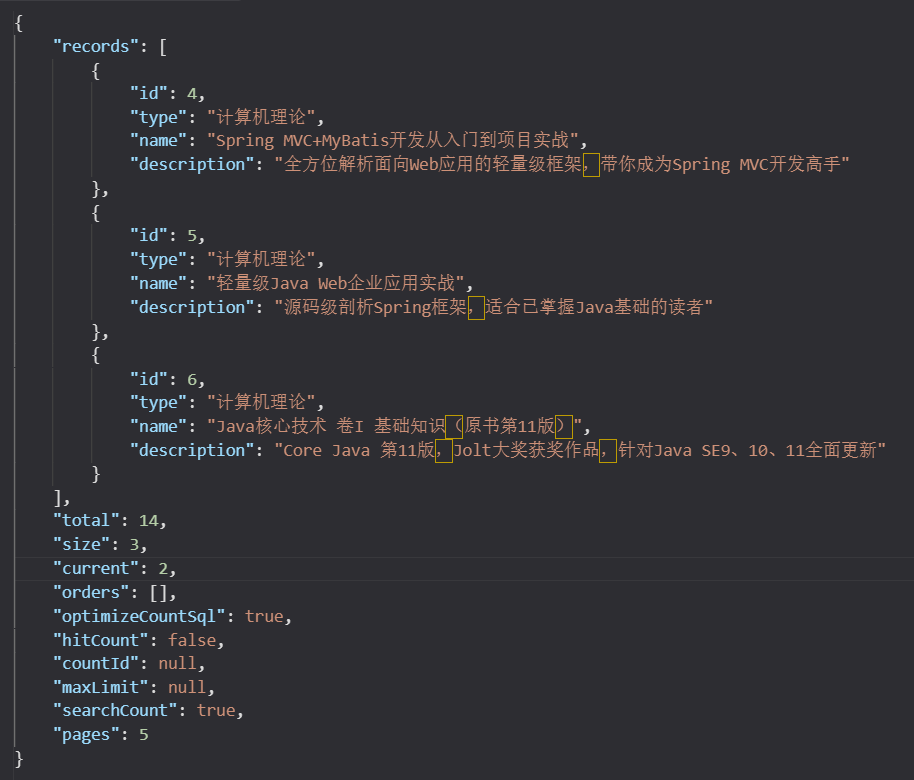 {
    "records": [
        {
            "id": 4,
            "type": "计算机理论",
            "name": "Spring MVC+MyBatis开发从入门到项目实战",
            "description": "全方位解析面向Web应用的轻量级框架，带你成为Spring MVC开发高手"
        },
        {
            "id": 5,
            "type": "计算机理论",
            "name": "轻量级Java Web企业应用实战",
            "description": "源码级剖析Spring框架，适合已掌握Java基础的读者"
        },
        {
            "id": 6,
            "type": "计算机理论",
            "name": "Java核心技术 卷I 基础知识（原书第11版）",
            "description": "Core Java 第11版，Jolt大奖获奖作品，针对Java SE9、10、11全面更新"
        }
    ],
    "total": 14,
    "size": 3,
    "current": 2,
    "orders": [],
    "optimizeCountSql": true,
    "hitCount": false,
    "countId": null,
    "maxLimit": null,
    "searchCount": true,
    "pages": 5
}